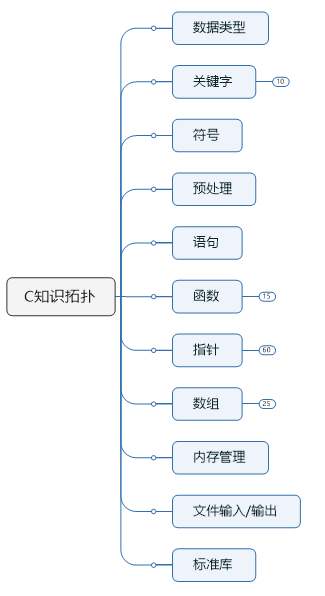 数据类型
关键字
10
符号
预处理
语句
C知识拓扑
函数
15
指针
60
数组
25
内存管理
文件输入/输出
标准库